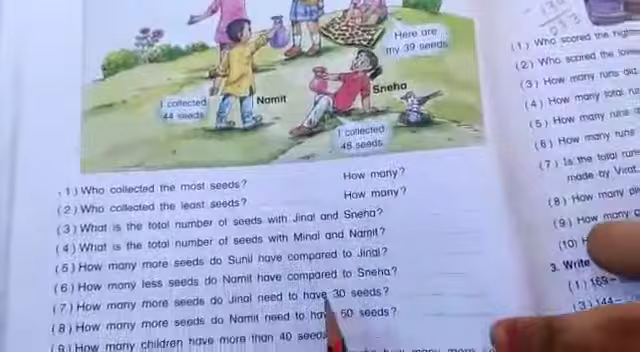 Here are
my 39 seeds
I collected
44 seeds
Namit
Sneha
I collected
48 seeds
(1) Who collected the most seeds? How many?
(2) Who collected the least seeds? How many?
(3) What is the total number of seeds with Jinal and Sneha?
(4) What is the total number of seeds with Minal and Namit?
(5) How many more seeds do Sunil have compared to Jinal?
(6) How many less seeds do Namit have compared to Sneha?
(7) How many more seeds do Jinal need to have 30 seeds?
(8) How many more seeds do Namit need to 50 seeds?
(9) How many children have more than 40 seeds
(1) Who scored the
(2) Who scored the
(3) How many runs did
(4) How many total
(5) How many runs
(6) How many runs
(7) Is the total runs
made by Virat
(8) How many
(9) How many
(10)
3. Write
(1) 169 -
(3) 144 -